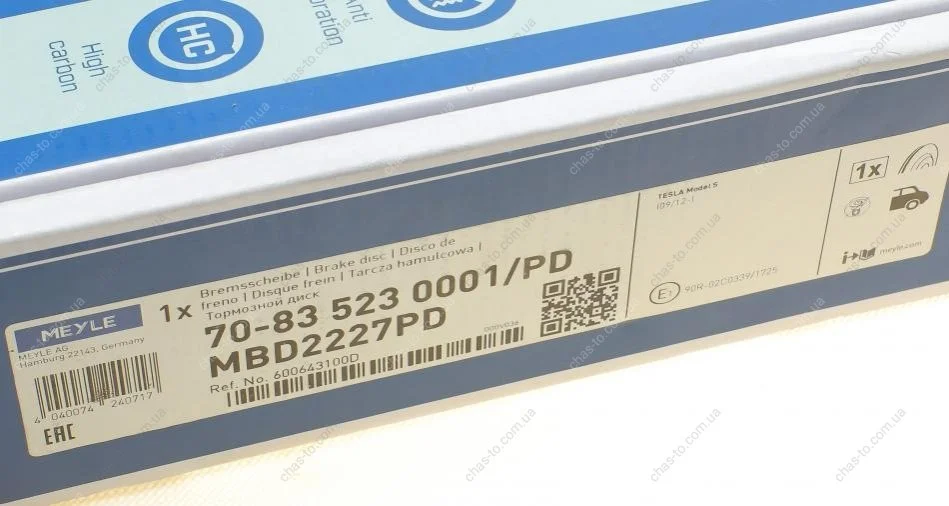 High
carbon
HC
Anti
MEYLE
MEYLE AG
Hamburg 22143, Germany
4 040074 240717
EAC
1x
Bremsscheibe | Brake disc | Disco de
freno | Disque frein | Tarcza hamulcowa |
Тормозной диск
70-83 523 0001/PD
MBD2227PD
Ref. No. 600643100D
TESLA Model S
(09/12-)
E1
90R-02C0339/1725
1x
meyle.com
chas-to.com.ua